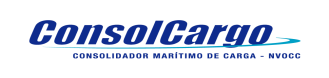 ConsolCargo
CONSOLIDADOR MARÍTIMO DE CARGA - NVOCC